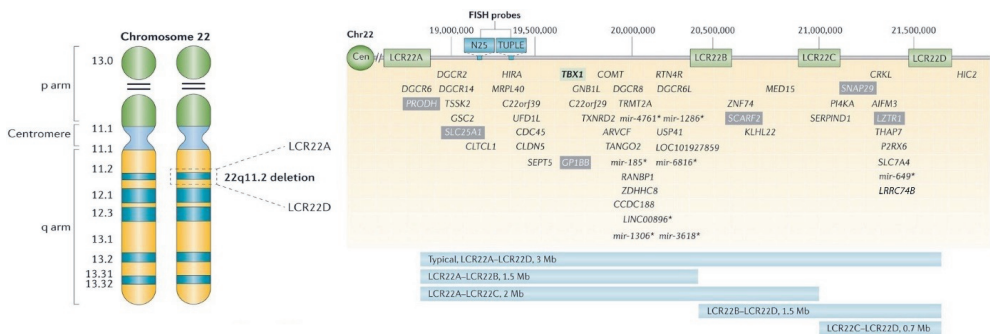 Chromosome 22
13.0
p arm
Centromere
11.1
11.1
11.2
12.1
12.3
q arm
13.1
13.2
13.31
13.32
LCR22A
22q11.2 deletion
LCR22D
FISH probes
Chr22
19,000,000
N25
TUPLE
19,500,000
20,000,000
20,500,000
21,000,000
21,500,000
Cen
LCR22A
LCR22B
LCR22C
LCR22D
DGCR2 HIRA TBX1 COMT RTN4R CRKL HIC2
DGCR6 DGCR14 MRPL40 GNB1L DGCR8 DGCR6L MED15 SNAP29
PRODH TSSK2 C22orf39 C22orf29 TRMT2A ZNF74 PI4KA AIFM3
GSC2 UFD1L TXNRD2 mir-4761* mir-1286* SCARF2 SERPIND1 LZTR1
SLC25A1 CDC45 ARVCF USP41 KLHL22 THAP7
CLTCL1 CLDN5 TANGO2 LOC101927859 P2RX6
SEPT5 GP1BB mir-185* mir-6816* SLC7A4
RANBP1 mir-649*
ZDHHC8 LRRC74B
CCDC188
LINC00896*
mir-1306* mir-3618*
Typical, LCR22A–LCR22D, 3 Mb
LCR22A–LCR22B, 1.5 Mb
LCR22A–LCR22C, 2 Mb
LCR22B–LCR22D, 1.5 Mb
LCR22C–LCR22D, 0.7 Mb